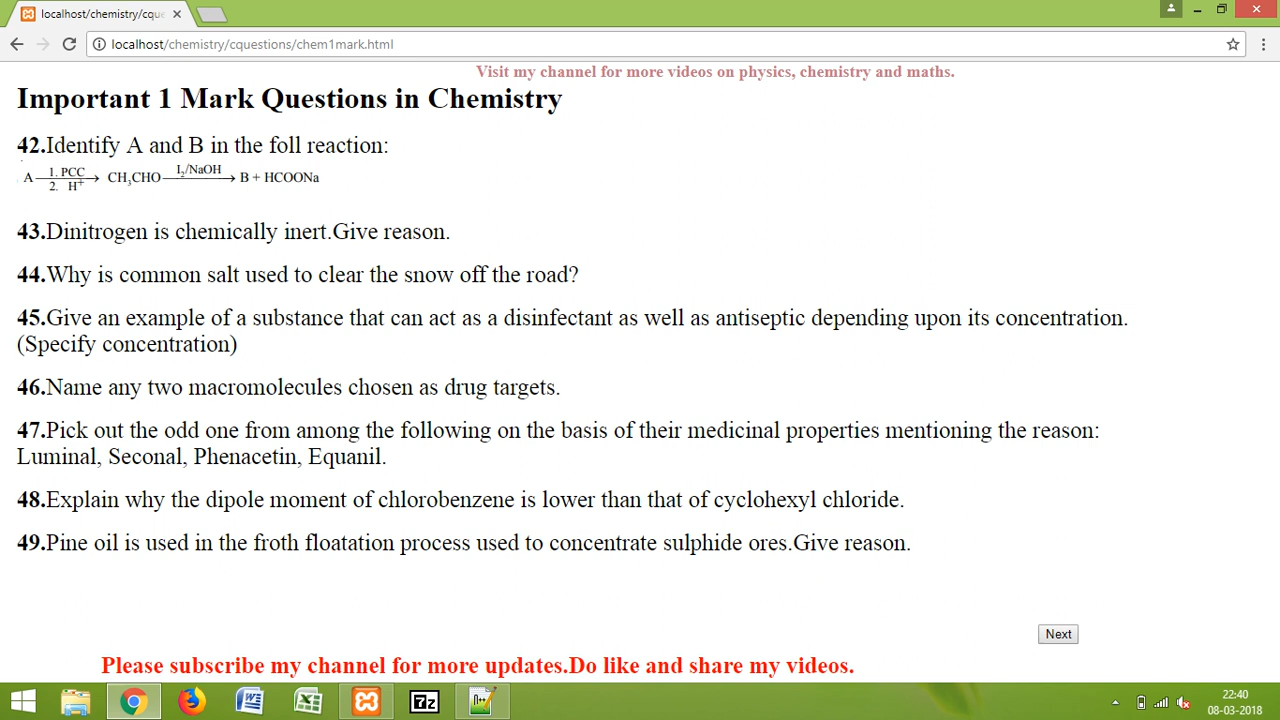 localhost/chemistry/cque
localhost/chemistry/cquestions/chem1mark.html
Visit my channel for more videos on physics, chemistry and maths.
Important 1 Mark Questions in Chemistry
42.Identify A and B in the foll reaction:
A 1. PCC 2. H⁺ → CH₃CHO I₂/NaOH → B + HCOONa
43.Dinitrogen is chemically inert.Give reason.
44.Why is common salt used to clear the snow off the road?
45.Give an example of a substance that can act as a disinfectant as well as antiseptic depending upon its concentration.
(Specify concentration)
46.Name any two macromolecules chosen as drug targets.
47.Pick out the odd one from among the following on the basis of their medicinal properties mentioning the reason:
Luminal, Seconal, Phenacetin, Equanil.
48.Explain why the dipole moment of chlorobenzene is lower than that of cyclohexyl chloride.
49.Pine oil is used in the froth floatation process used to concentrate sulphide ores.Give reason.
Next
Please subscribe my channel for more updates.Do like and share my videos.
7z
22:40
08-03-2018